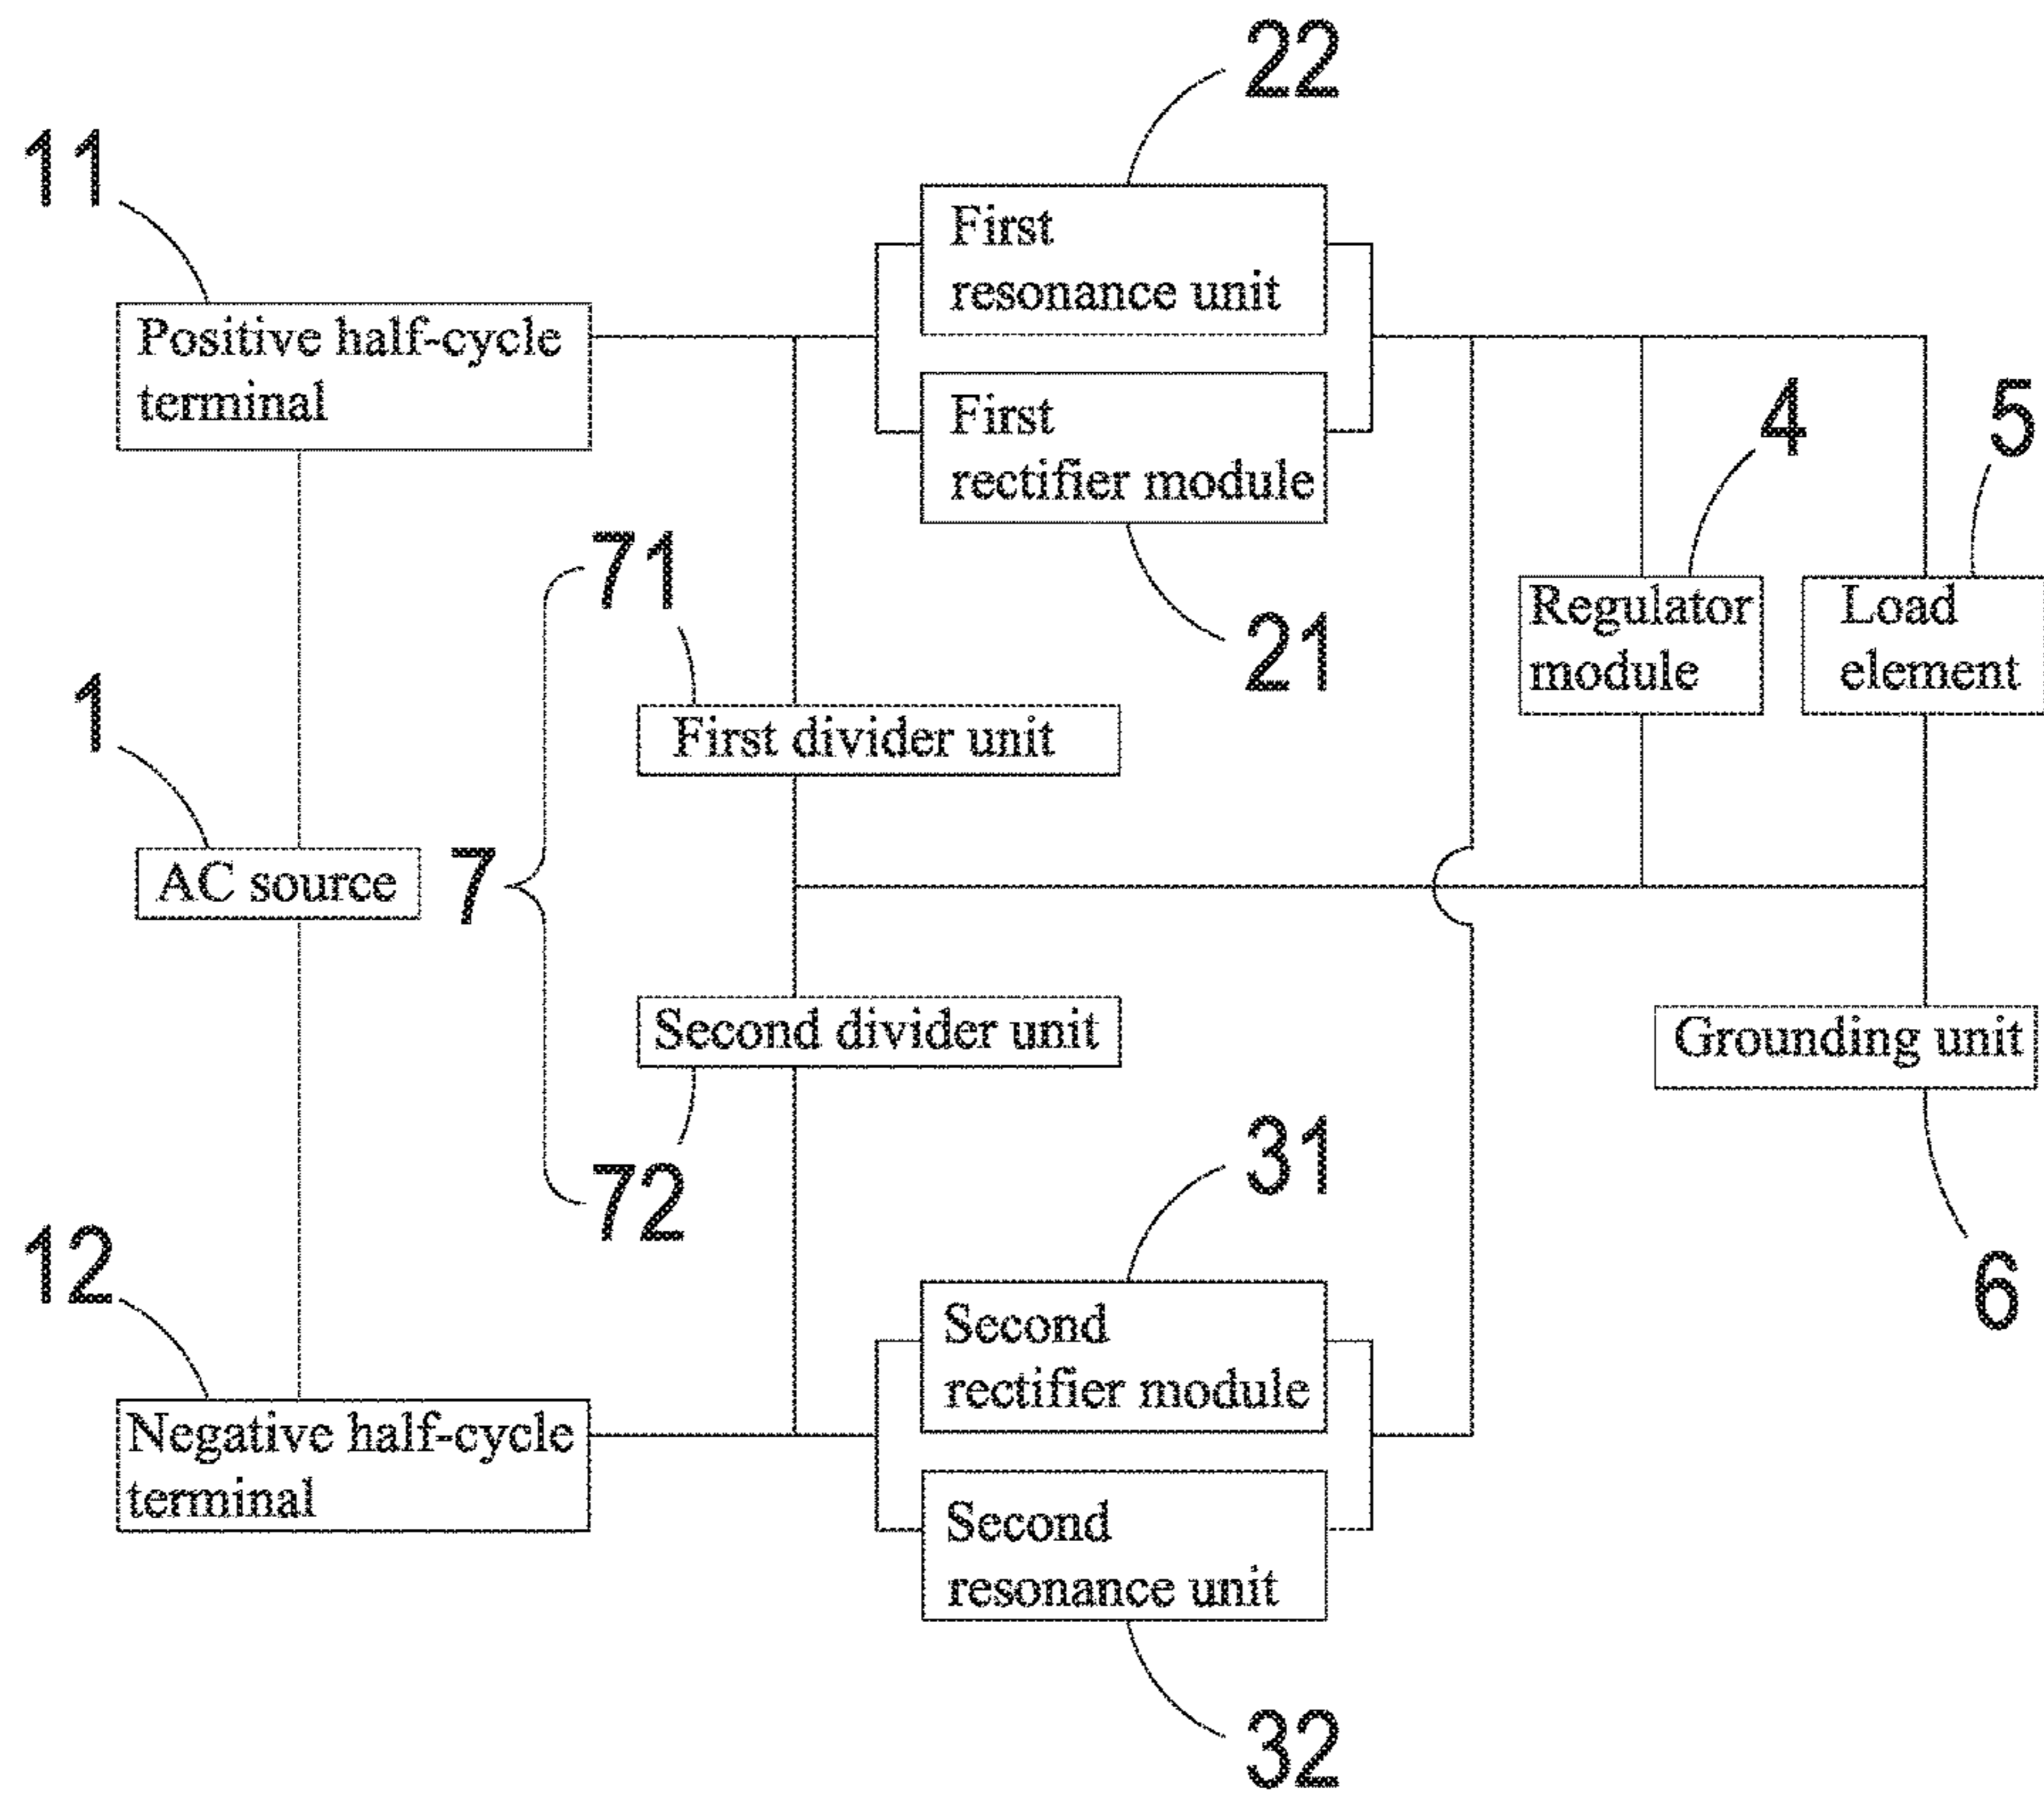 22
11
First
resonance unit
Positive half-cycle
terminal
First
rectifier module
4
5
71
21
Regulator
module
Load
element
1
First divider unit
AC source
7
Second divider unit
Grounding unit
72
31
12
6
Second
rectifier module
Negative half-cycle
terminal
Second
resonance unit
32